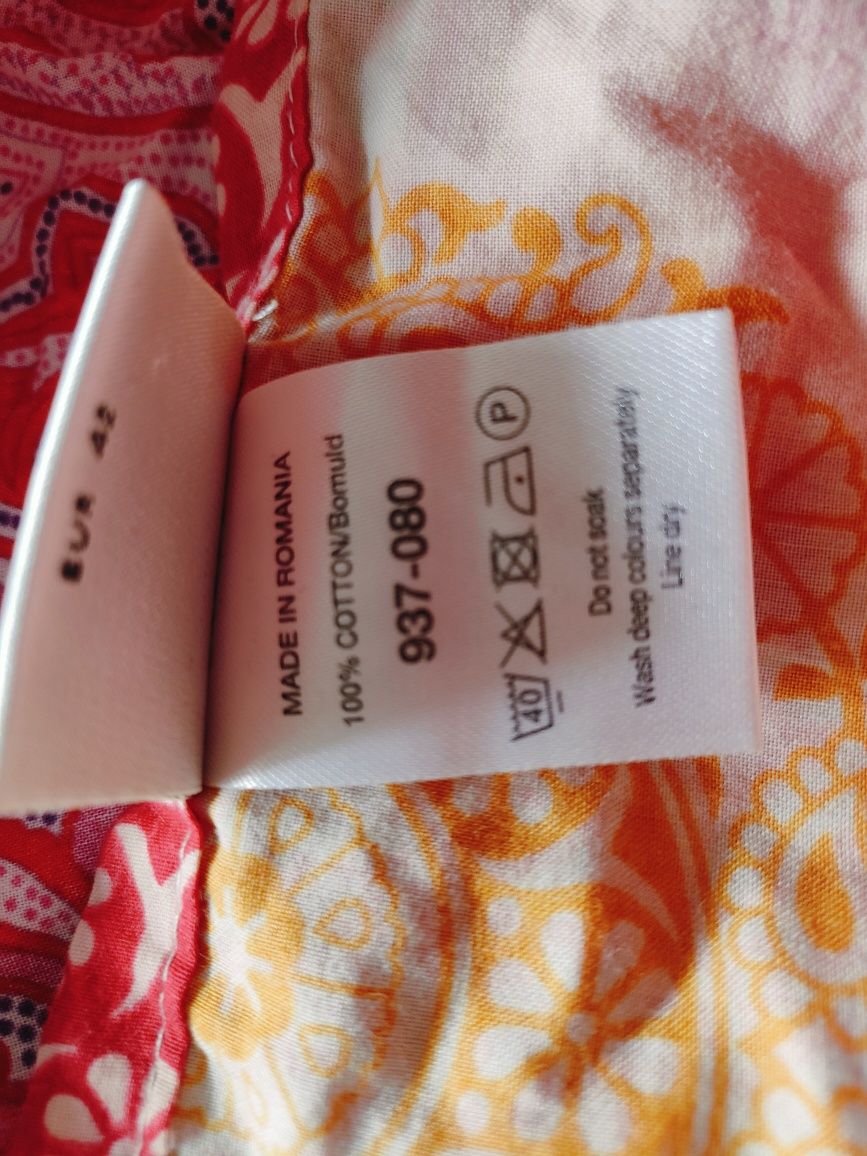 EUR 42
MADE IN ROMANIA
100% COTTON/Bomuld
937-080
40 P
Do not soak
Wash deep colours separately
Line dry